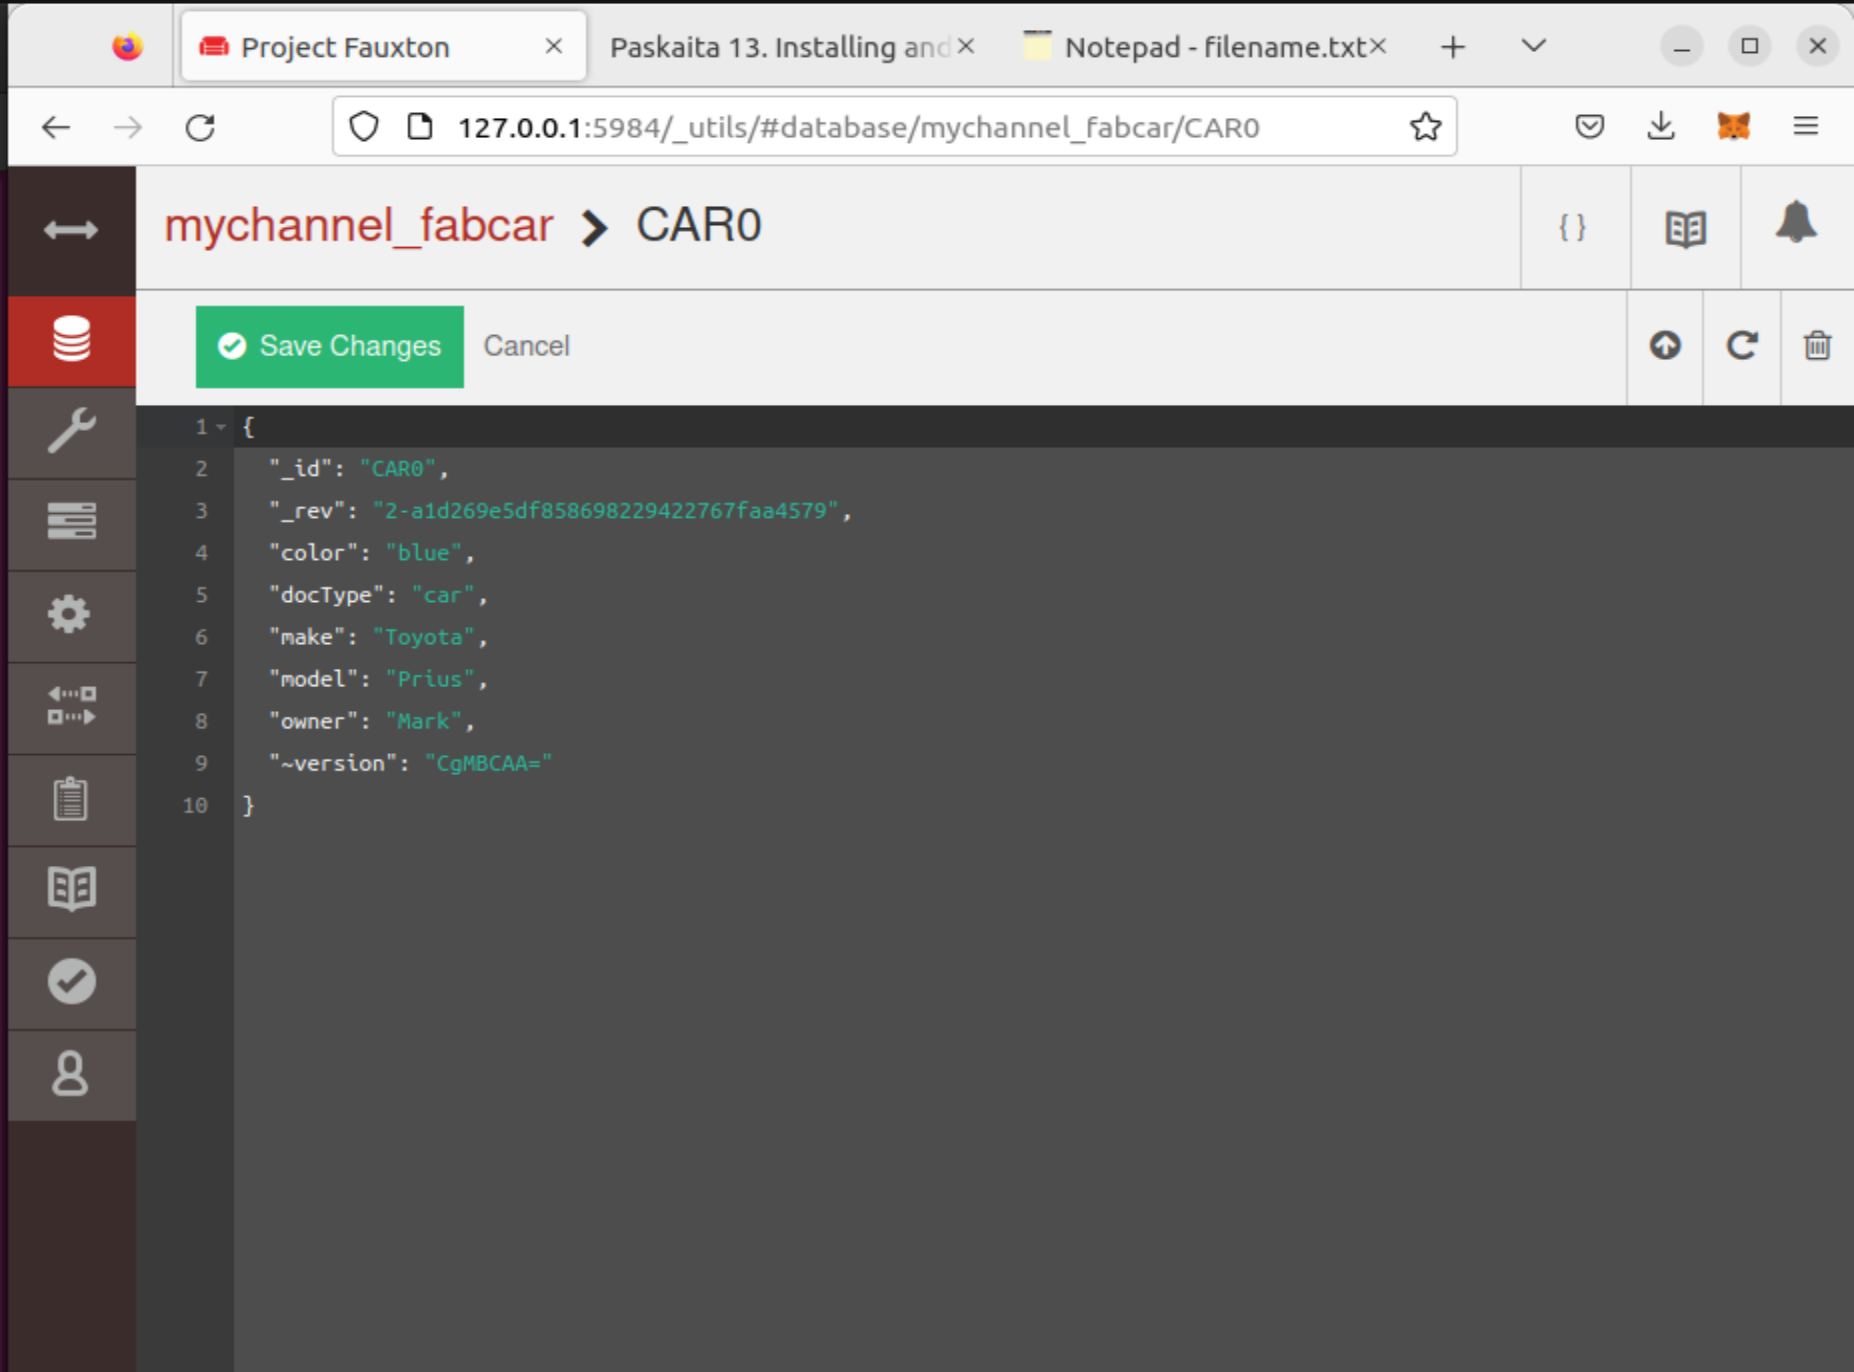 Project Fauxton
Paskaita 13. Installing and
Notepad - filename.txt
127.0.0.1:5984/_utils/#database/mychannel_fabcar/CAR0
mychannel_fabcar > CAR0
{ }
Save Changes Cancel
1 {
2 "_id": "CAR0",
3 "_rev": "2-a1d269e5df858698229422767faa4579",
4 "color": "blue",
5 "docType": "car",
6 "make": "Toyota",
7 "model": "Prius",
8 "owner": "Mark",
9 "~version": "CgMBCAA="
10 }